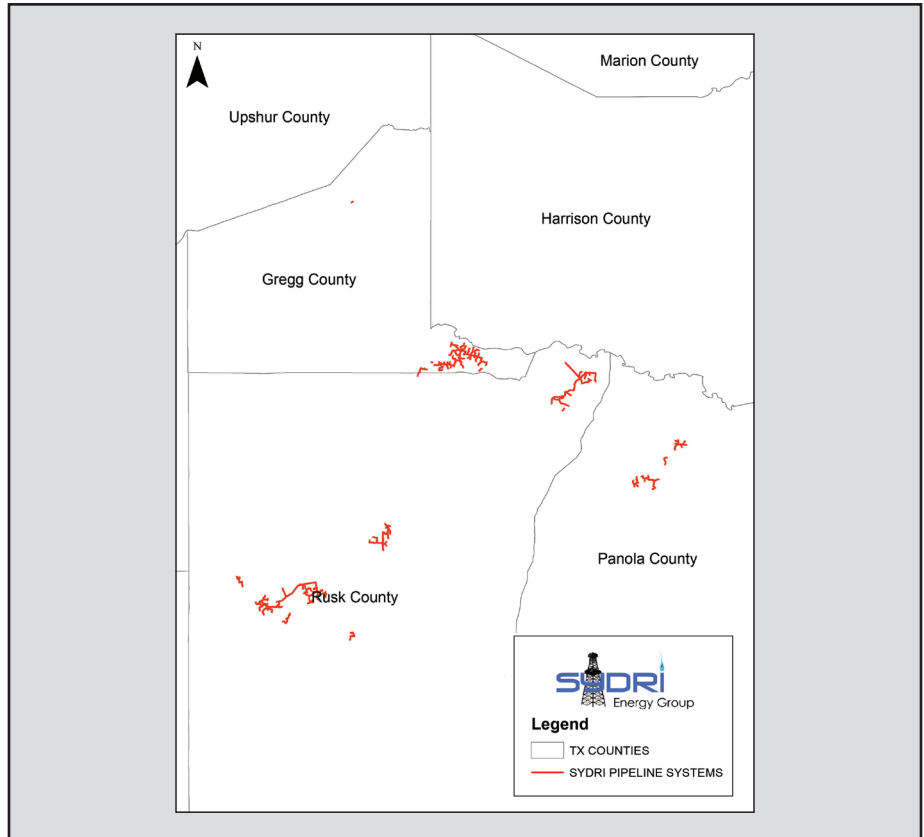 N
Marion County
Upshur County
Harrison County
Gregg County
Panola County
Rusk County
SYDRI
Energy Group
Legend
TX COUNTIES
SYDRI PIPELINE SYSTEMS